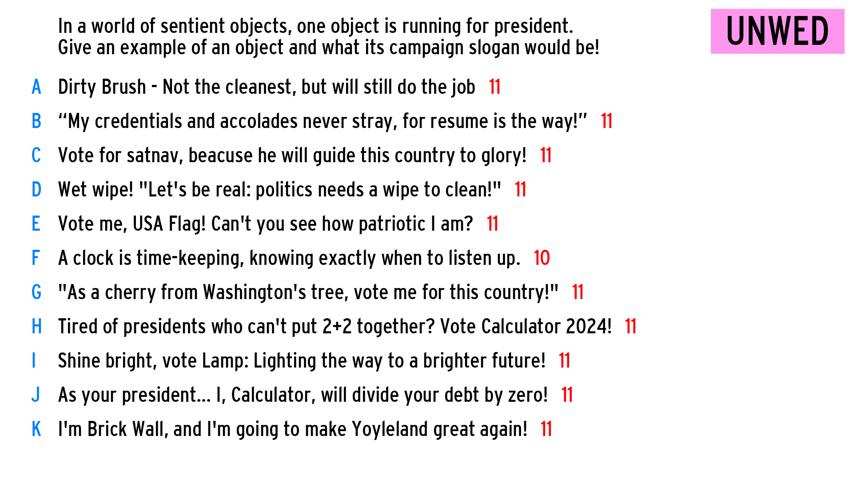 In a world of sentient objects, one object is running for president.
Give an example of an object and what its campaign slogan would be!
UNWED
A Dirty Brush - Not the cleanest, but will still do the job 11
B “My credentials and accolades never stray, for resume is the way!” 11
C Vote for satnav, beacuse he will guide this country to glory! 11
D Wet wipe! "Let's be real: politics needs a wipe to clean!" 11
E Vote me, USA Flag! Can't you see how patriotic I am? 11
F A clock is time-keeping, knowing exactly when to listen up. 10
G "As a cherry from Washington's tree, vote me for this country!" 11
H Tired of presidents who can't put 2+2 together? Vote Calculator 2024! 11
I Shine bright, vote Lamp: Lighting the way to a brighter future! 11
J As your president... I, Calculator, will divide your debt by zero! 11
K I'm Brick Wall, and I'm going to make Yoyleland great again! 11